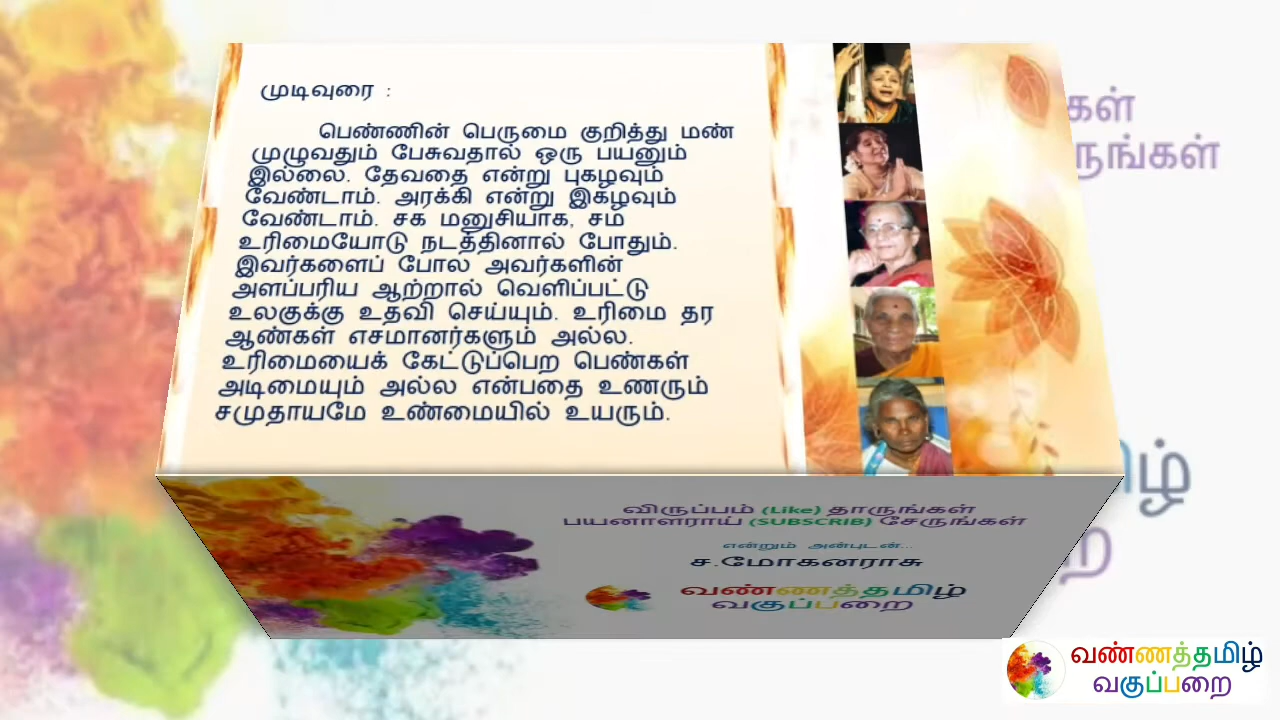 முடிவுரை :
பெண்ணின் பெருமை குறித்து மண்
முழுவதும் பேசுவதால் ஒரு பயனும்
இல்லை. தேவதை என்று புகழவும்
வேண்டாம். அரக்கி என்று இகழவும்
வேண்டாம். சக மனுசியாக, சம
உரிமையோடு நடத்தினால் போதும்.
இவர்களைப் போல அவர்களின்
அளப்பரிய ஆற்றால் வெளிப்பட்டு
உலகுக்கு உதவி செய்யும். உரிமை தர
ஆண்கள் எசமானர்களும் அல்ல.
உரிமையைக் கேட்டுப்பெற பெண்கள்
அடிமையும் அல்ல என்பதை உணரும்
சமுதாயமே உண்மையில் உயரும்.
விருப்பம் (Like) தாருங்கள்
பயனாளராய் (SUBSCRIB) சேருங்கள்
என்றும் அன்புடன்...
ச.மோகனராசு
வண்ணத்தமிழ்
வகுப்பறை
வண்ணத்தமிழ்
வகுப்பறை